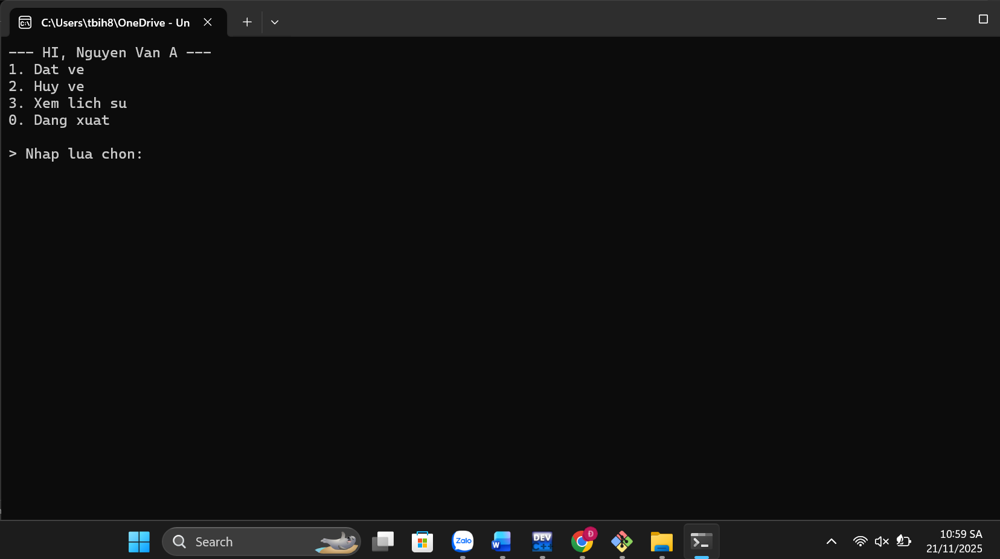 C:\Users\tbih8\OneDrive - Un
--- HI, Nguyen Van A ---
1. Dat ve
2. Huy ve
3. Xem lich su
0. Dang xuat
> Nhap lua chon:
Search
Zalo
W
DEV
C++
Đ
10:59 SA
21/11/2025